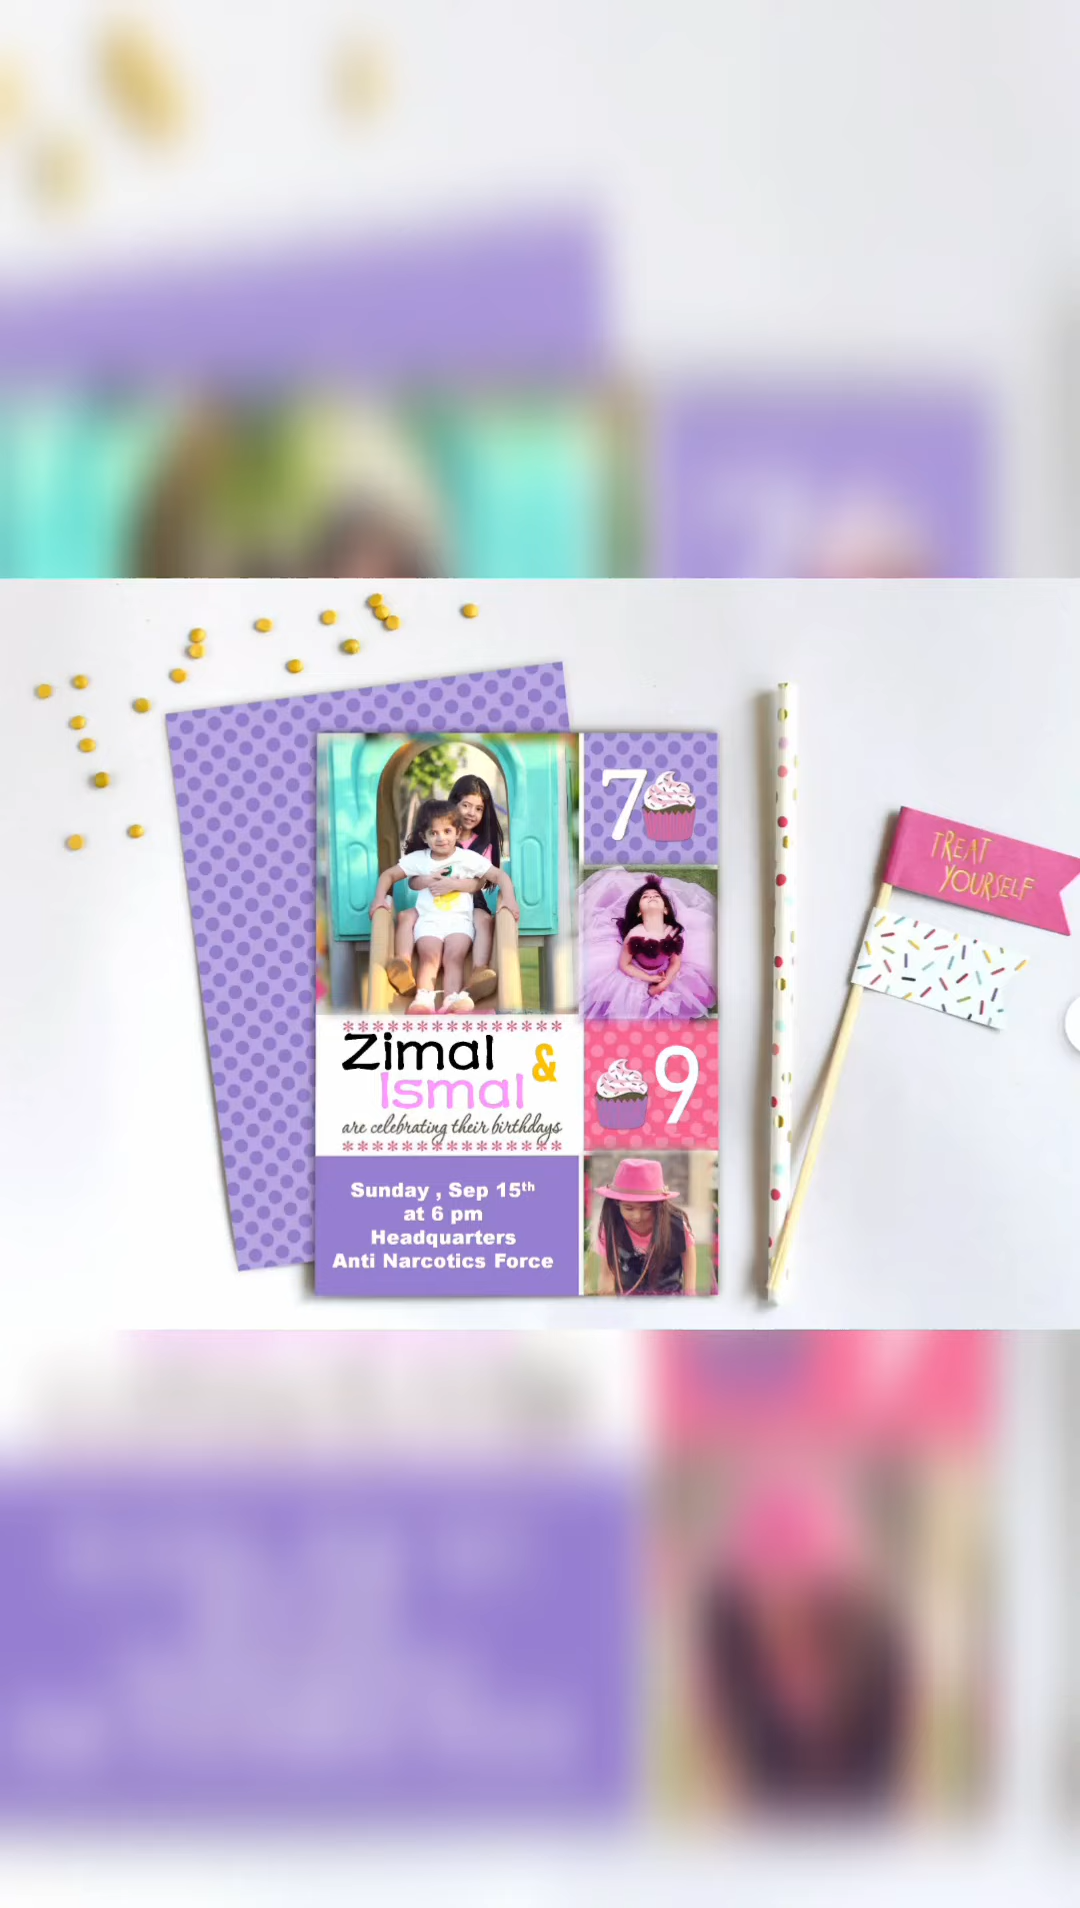 7
Zimal
&
Ismal
are celebrating their birthdays
9
Sunday , Sep 15th
at 6 pm
Headquarters
Anti Narcotics Force
TREAT
YOURSELF